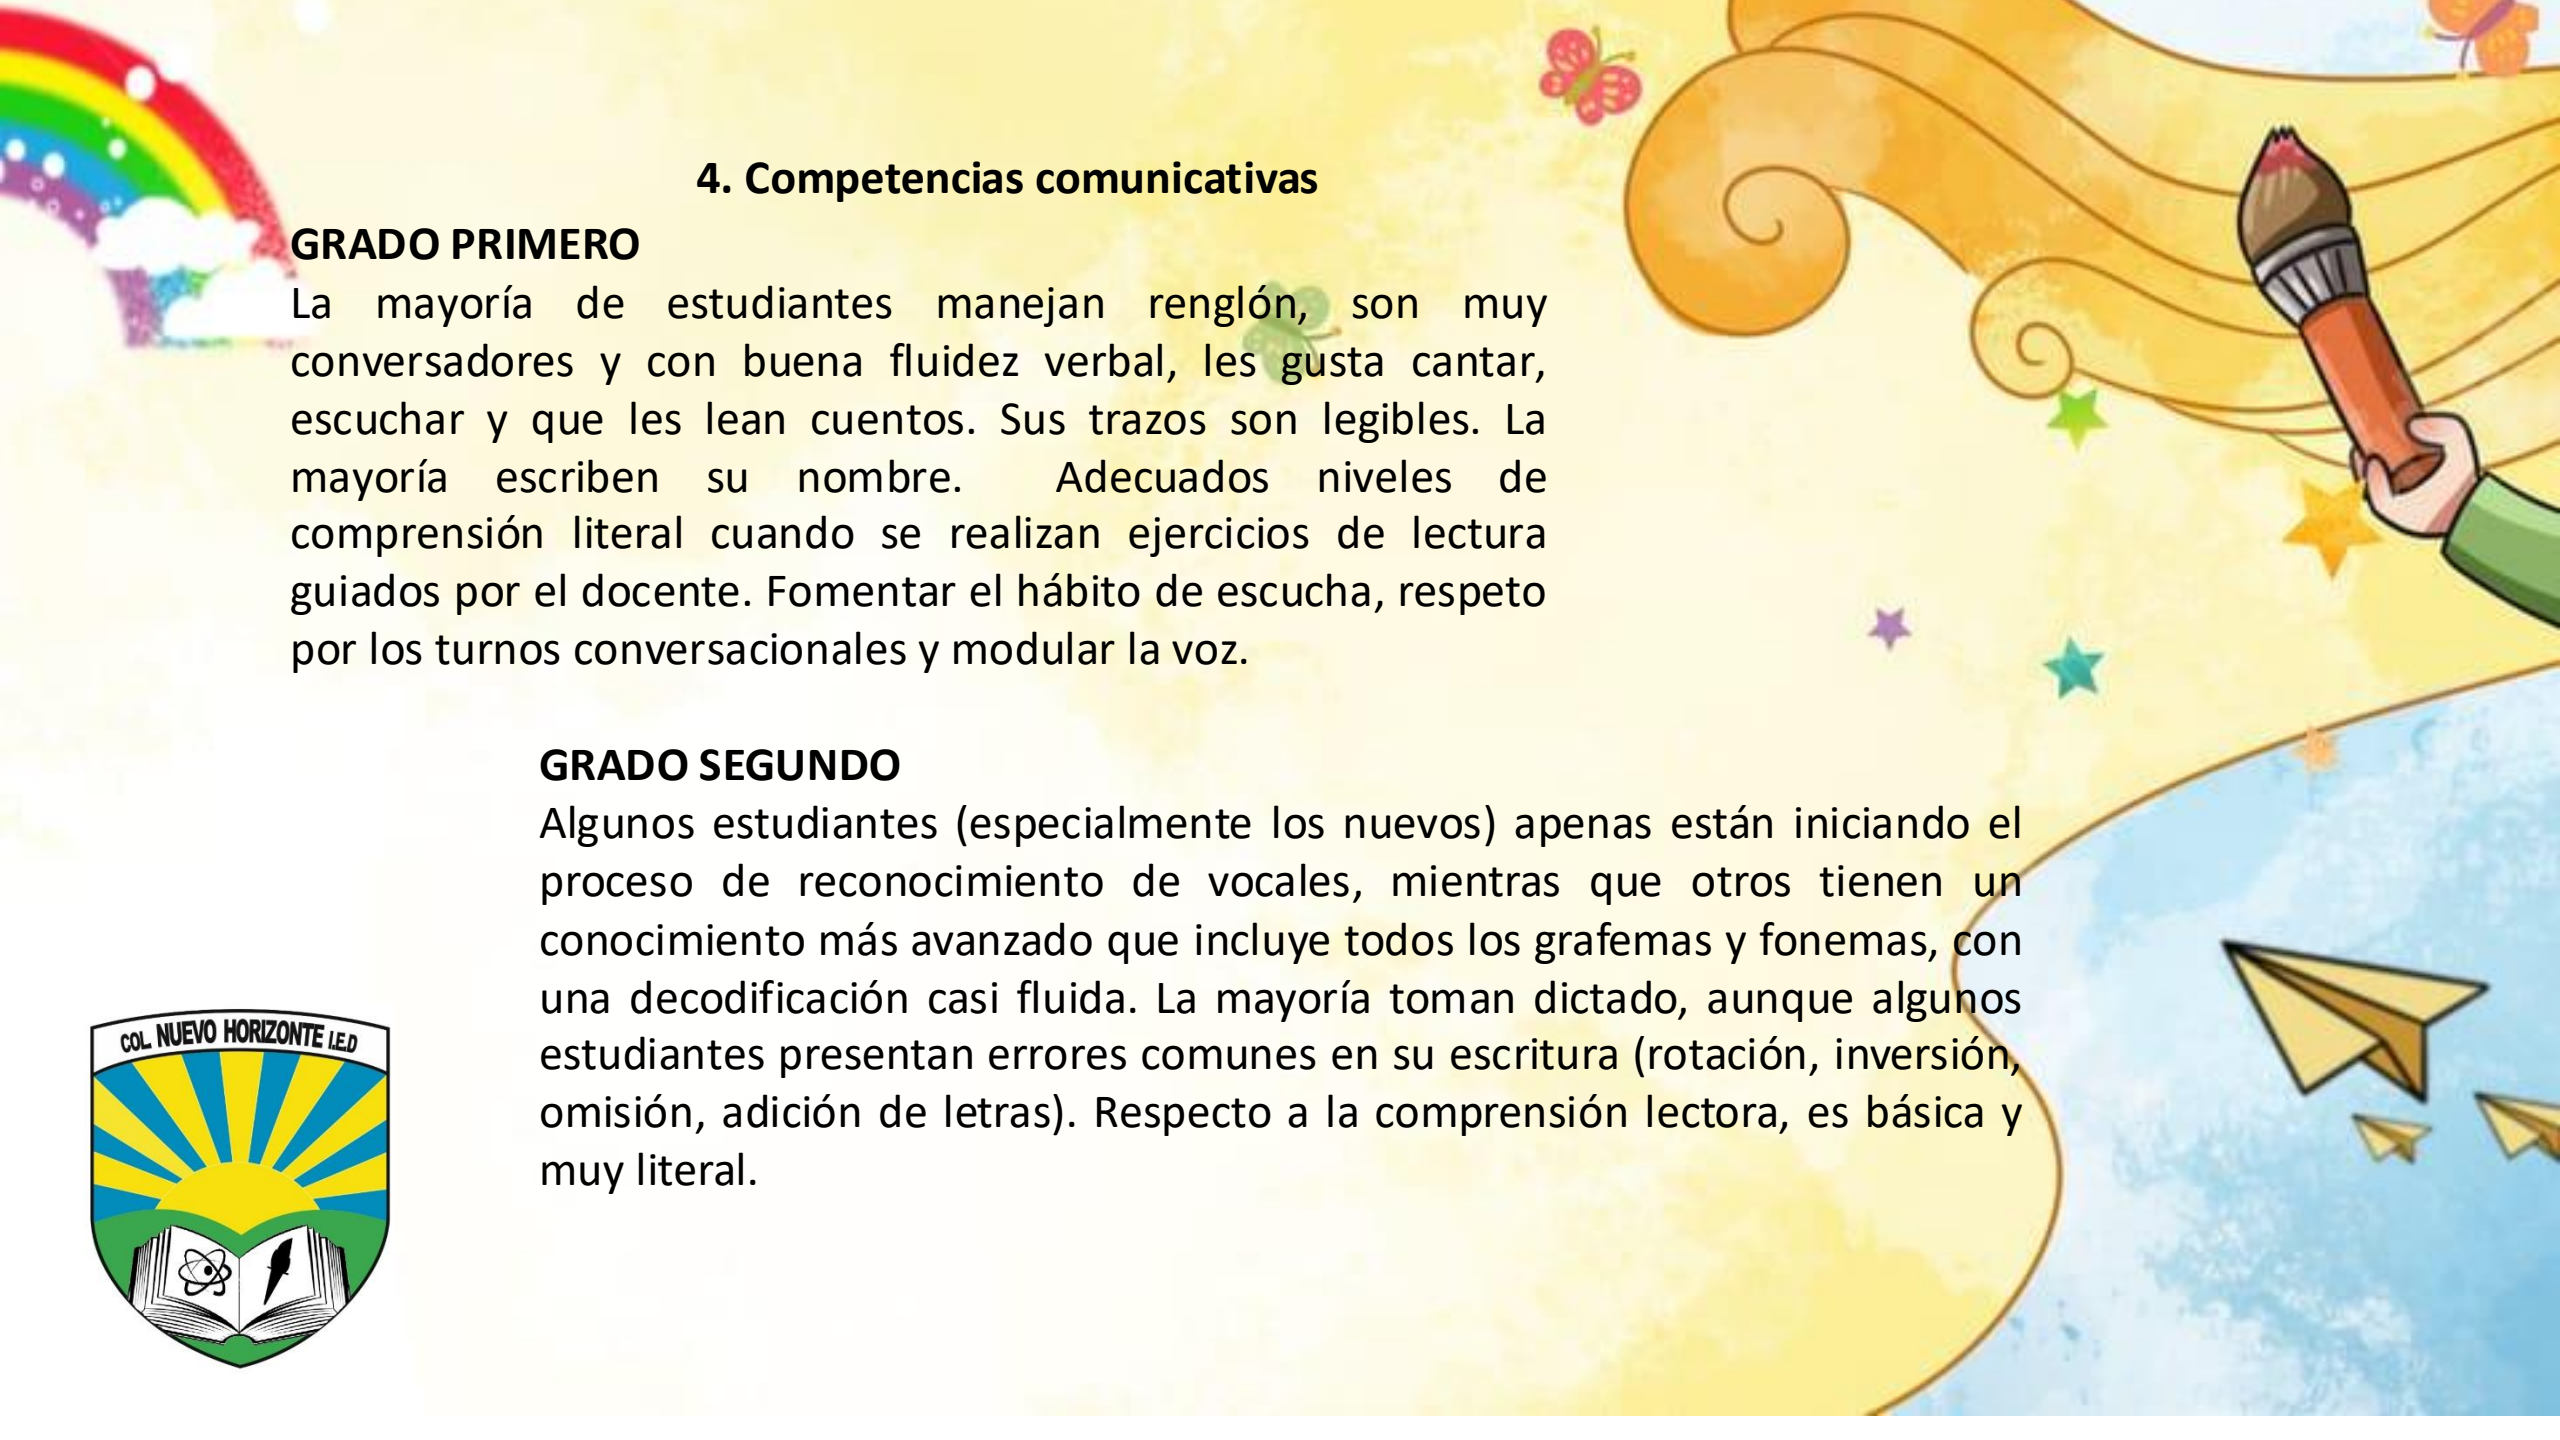 4. Competencias comunicativas
GRADO PRIMERO
La mayoría de estudiantes manejan renglón, son muy
conversadores y con buena fluidez verbal, les gusta cantar,
escuchar y que les lean cuentos. Sus trazos son legibles. La
mayoría escriben su nombre. Adecuados niveles de
comprensión literal cuando se realizan ejercicios de lectura
guiados por el docente. Fomentar el hábito de escucha, respeto
por los turnos conversacionales y modular la voz.
GRADO SEGUNDO
Algunos estudiantes (especialmente los nuevos) apenas están iniciando el
proceso de reconocimiento de vocales, mientras que otros tienen un
conocimiento más avanzado que incluye todos los grafemas y fonemas, con
una decodificación casi fluida. La mayoría toman dictado, aunque algunos
estudiantes presentan errores comunes en su escritura (rotación, inversión,
omisión, adición de letras). Respecto a la comprensión lectora, es básica y
muy literal.
COL. NUEVO HORIZONTE I.E.D